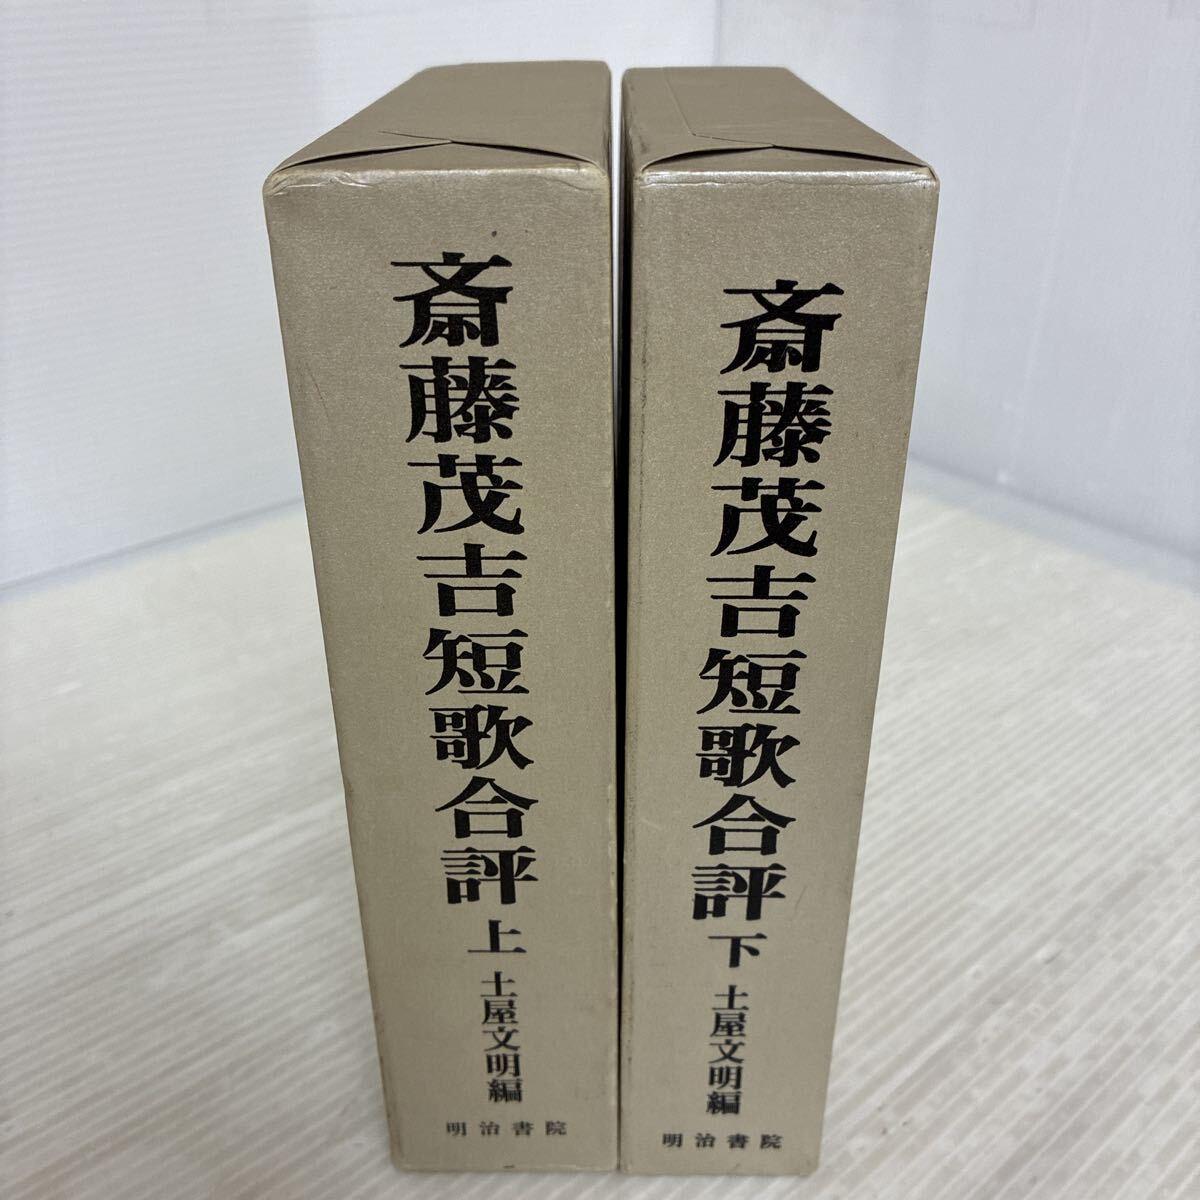 斎藤茂吉短歌合評 上
土屋文明編
明治書院
斎藤茂吉短歌合評 下
土屋文明編
明治書院